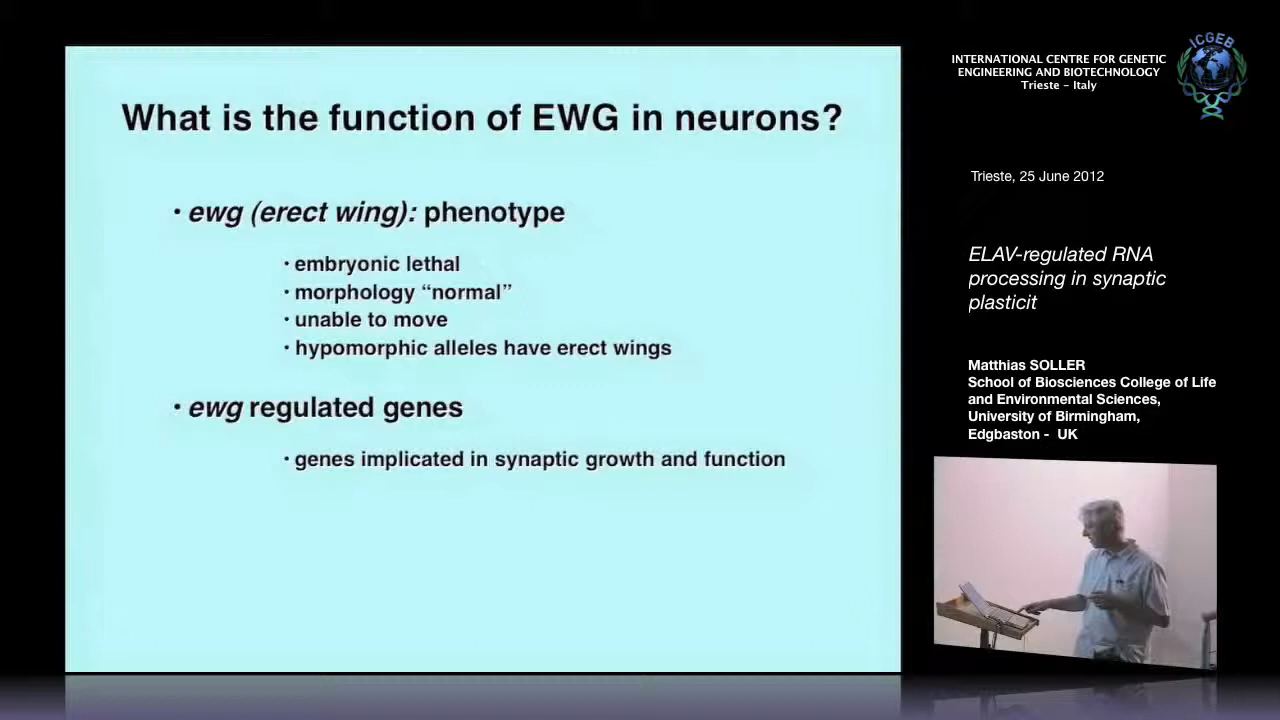 What is the function of EWG in neurons?
• ewg (erect wing): phenotype
• embryonic lethal
• morphology “normal”
• unable to move
• hypomorphic alleles have erect wings
• ewg regulated genes
• genes implicated in synaptic growth and function
INTERNATIONAL CENTRE FOR GENETIC
ENGINEERING AND BIOTECHNOLOGY
Trieste – Italy
ICGEB
Trieste, 25 June 2012
ELAV-regulated RNA
processing in synaptic
plasticit
Matthias SOLLER
School of Biosciences College of Life
and Environmental Sciences,
University of Birmingham,
Edgbaston - UK